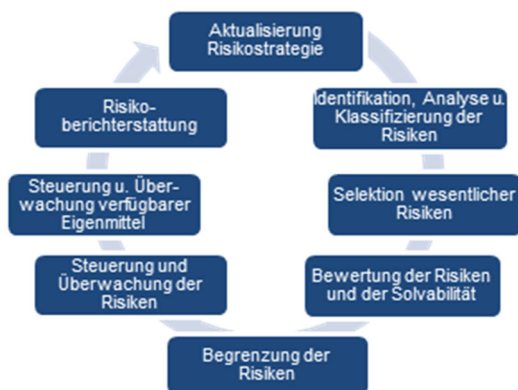 Aktualisierung
Risikostrategie
Identifikation, Analyse u.
Klassifizierung der
Risiken
Selektion wesentlicher
Risiken
Bewertung der Risiken
und der Solvabilität
Begrenzung der
Risiken
Steuerung und
Überwachung der
Risiken
Steuerung u. Über-
wachung verfügbarer
Eigenmittel
Risiko-
berichterstattung